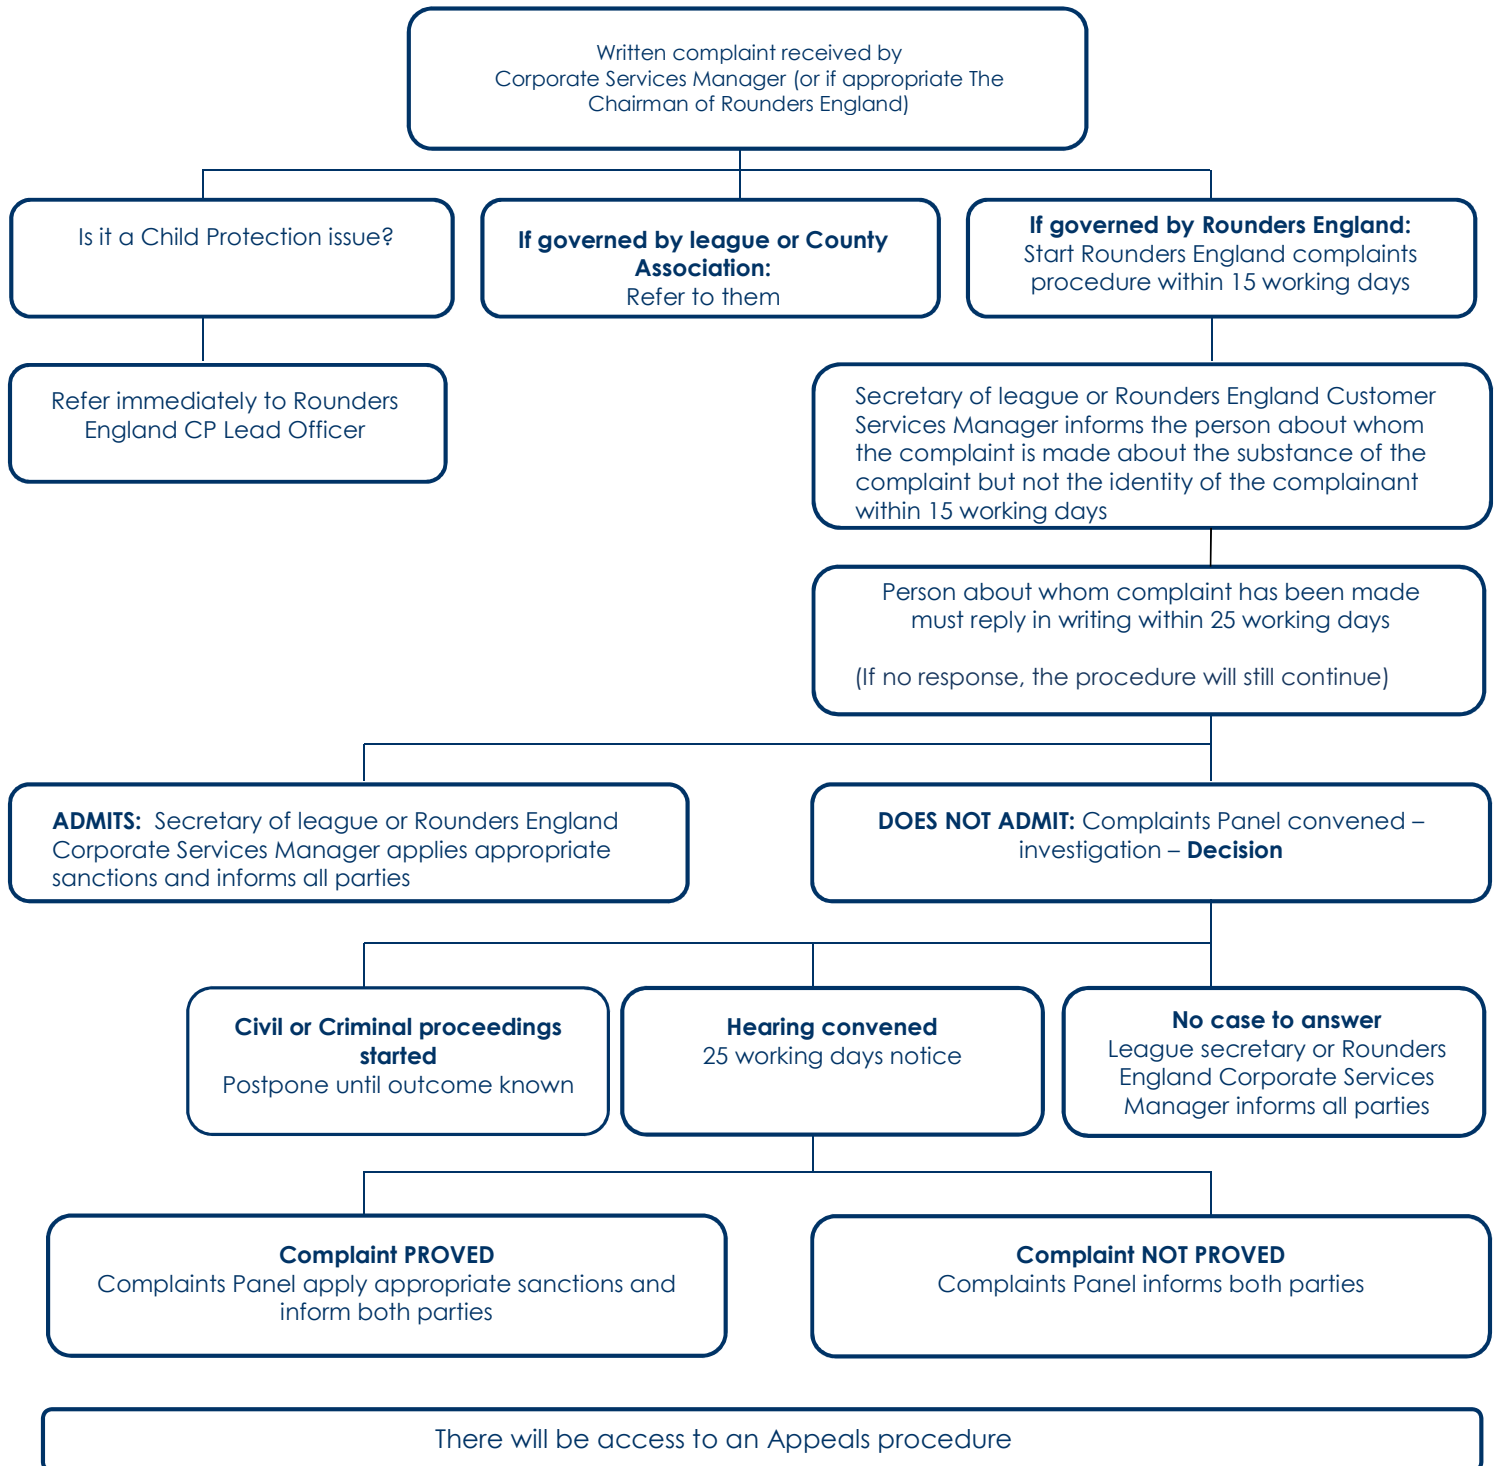 Written complaint received by
Corporate Services Manager (or if appropriate The
Chairman of Rounders England)
Is it a Child Protection issue?
If governed by league or County
Association:
Refer to them
If governed by Rounders England:
Start Rounders England complaints
procedure within 15 working days
Refer immediately to Rounders
England CP Lead Officer
Secretary of league or Rounders England Customer
Services Manager informs the person about whom
the complaint is made about the substance of the
complaint but not the identity of the complainant
within 15 working days
Person about whom complaint has been made
must reply in writing within 25 working days
(If no response, the procedure will still continue)
ADMITS: Secretary of league or Rounders England
Corporate Services Manager applies appropriate
sanctions and informs all parties
DOES NOT ADMIT: Complaints Panel convened –
investigation – Decision
Civil or Criminal proceedings
started
Postpone until outcome known
Hearing convened
25 working days notice
No case to answer
League secretary or Rounders
England Corporate Services
Manager informs all parties
Complaint PROVED
Complaints Panel apply appropriate sanctions and
inform both parties
Complaint NOT PROVED
Complaints Panel informs both parties
There will be access to an Appeals procedure